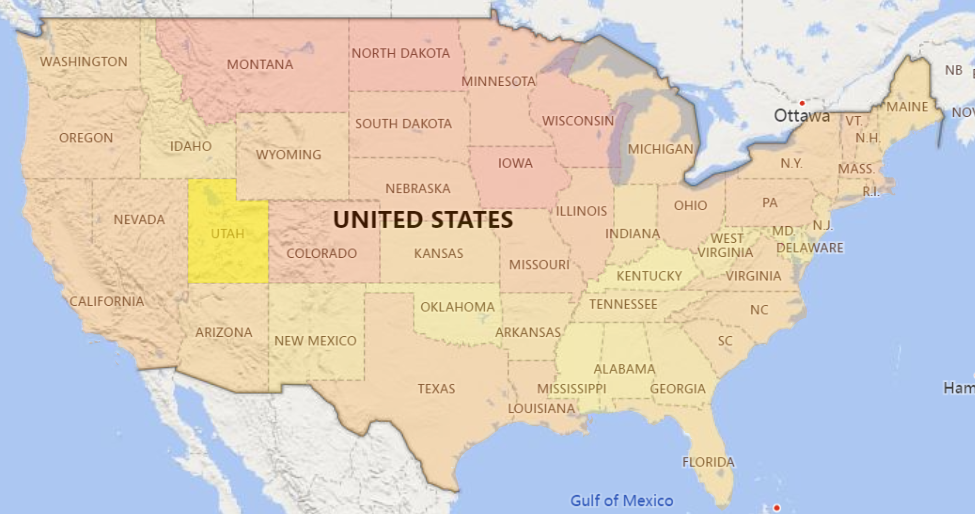 WASHINGTON
MONTANA
NORTH DAKOTA
MINNESOTA
OREGON
IDAHO
WYOMING
SOUTH DAKOTA
WISCONSIN
MICHIGAN
Ottawa
VT.
N.H.
MAINE
NB
NOV
IOWA
N.Y.
MASS.
R.I.
NEBRASKA
UNITED STATES
NEVADA
UTAH
COLORADO
KANSAS
ILLINOIS
INDIANA
OHIO
PA
N.J.
MD.
DELAWARE
WEST
VIRGINIA
VIRGINIA
KENTUCKY
MISSOURI
CALIFORNIA
ARIZONA
NEW MEXICO
OKLAHOMA
ARKANSAS
TENNESSEE
NC
SC
TEXAS
LOUISIANA
MISSISSIPPI
ALABAMA
GEORGIA
Ham
FLORIDA
Gulf of Mexico